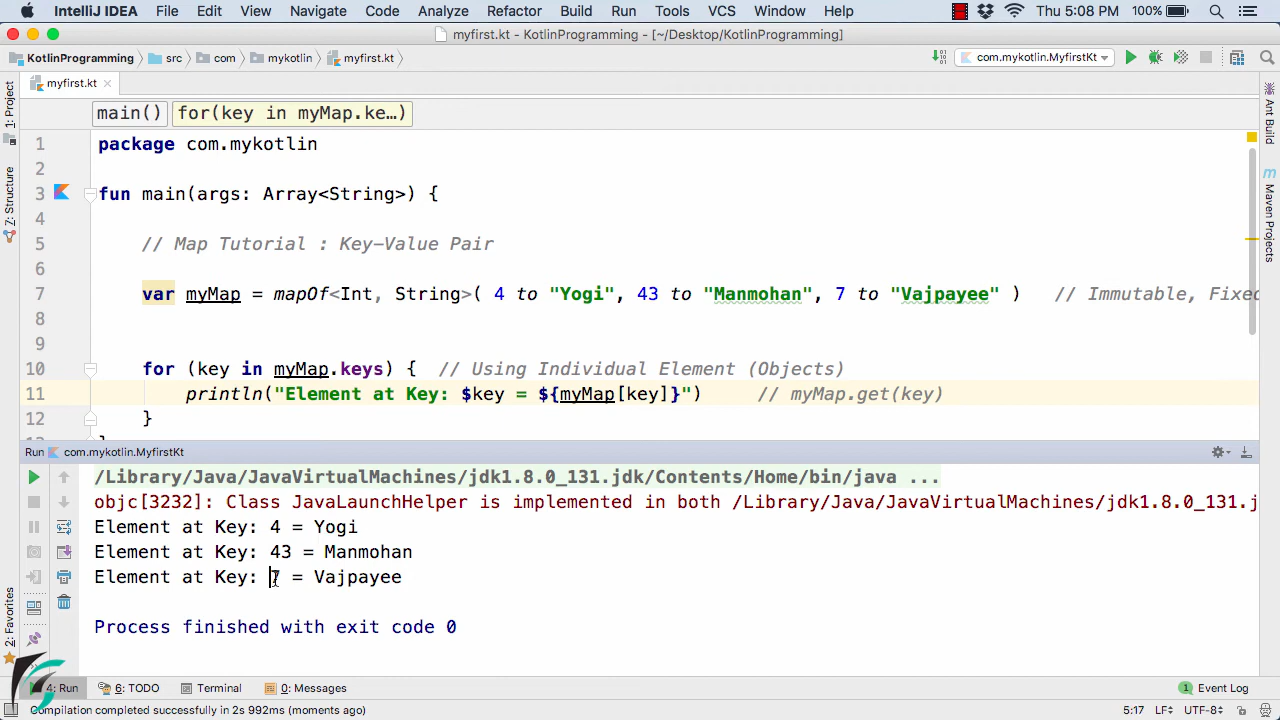 IntelliJ IDEA File Edit View Navigate Code Analyze Refactor Build Run Tools VCS Window Help Thu 5:08 PM 100%
myfirst.kt - KotlinProgramming - [~/Desktop/KotlinProgramming]
KotlinProgramming src com mykotlin myfirst.kt com.mykotlin.MyfirstKt
1: Project
7: Structure
2: Favorites
myfirst.kt
main() for(key in myMap.ke…)
1 package com.mykotlin
2
3 fun main(args: Array<String>) {
4
5 // Map Tutorial : Key-Value Pair
6
7 var myMap = mapOf<Int, String>( 4 to "Yogi", 43 to "Manmohan", 7 to "Vajpayee" ) // Immutable, Fixed
8
9
10 for (key in myMap.keys) { // Using Individual Element (Objects)
11 println("Element at Key: $key = ${myMap[key]}") // myMap.get(key)
12 }
Ant Build
Maven Projects
Run com.mykotlin.MyfirstKt
/Library/Java/JavaVirtualMachines/jdk1.8.0_131.jdk/Contents/Home/bin/java ...
objc[3232]: Class JavaLaunchHelper is implemented in both /Library/Java/JavaVirtualMachines/jdk1.8.0_131.j
Element at Key: 4 = Yogi
Element at Key: 43 = Manmohan
Element at Key: 7 = Vajpayee
Process finished with exit code 0
4: Run 6: TODO Terminal 0: Messages 1 Event Log
Compilation completed successfully in 2s 992ms (moments ago) 5:17 LF÷ UTF-8÷